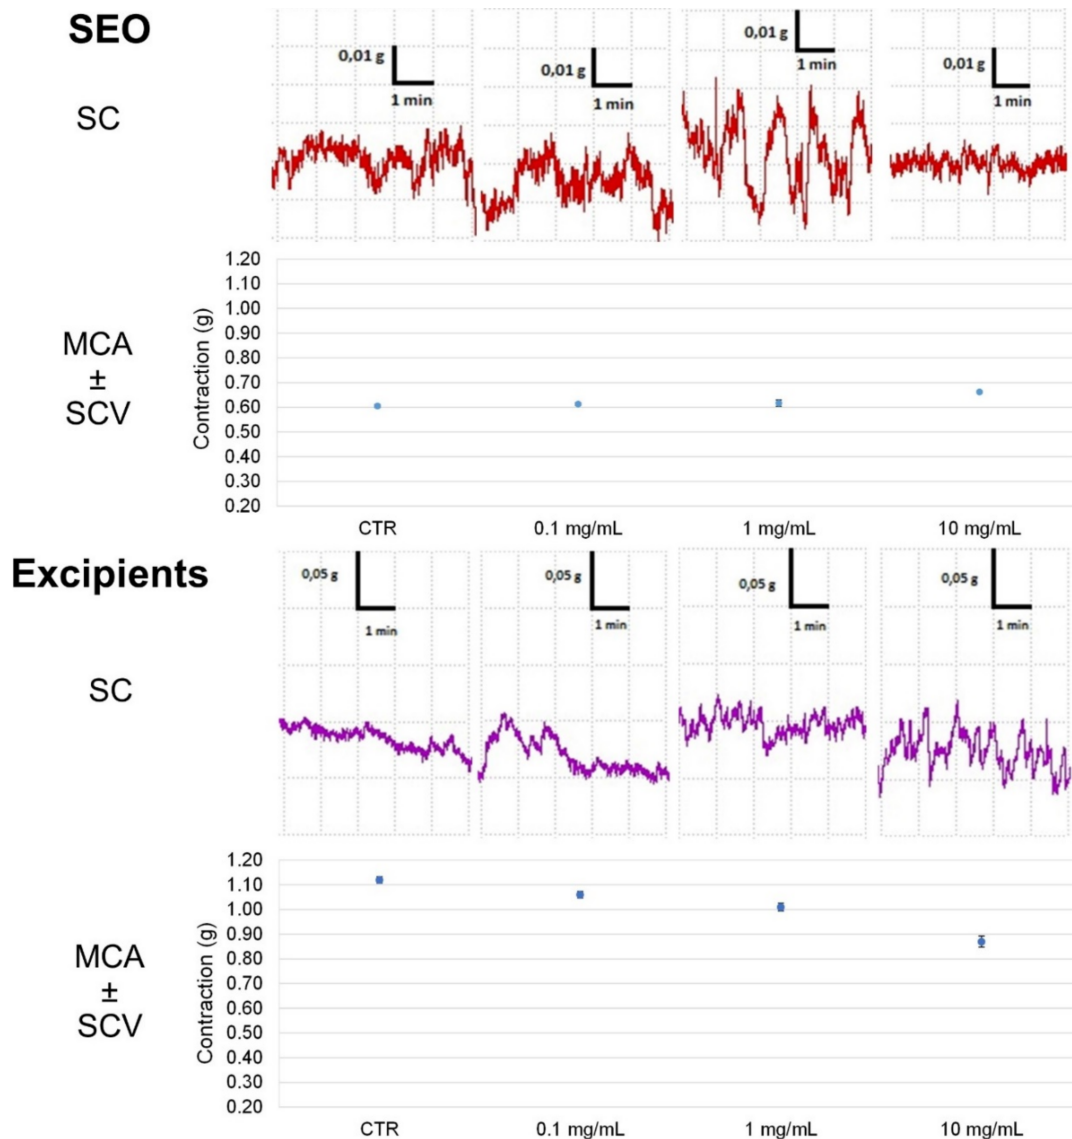 SEO
SC
0,01 g
1 min
0,01 g
1 min
0,01 g
1 min
0,01 g
1 min
MCA
±
SCV
Contraction (g)
1.20
1.10
1.00
0.90
0.80
0.70
0.60
0.50
0.40
0.30
0.20
CTR 0.1 mg/mL 1 mg/mL 10 mg/mL
Excipients
SC
0,05 g
1 min
0,05 g
1 min
0,05 g
1 min
0,05 g
1 min
MCA
±
SCV
Contraction (g)
1.20
1.10
1.00
0.90
0.80
0.70
0.60
0.50
0.40
0.30
0.20
CTR 0.1 mg/mL 1 mg/mL 10 mg/mL